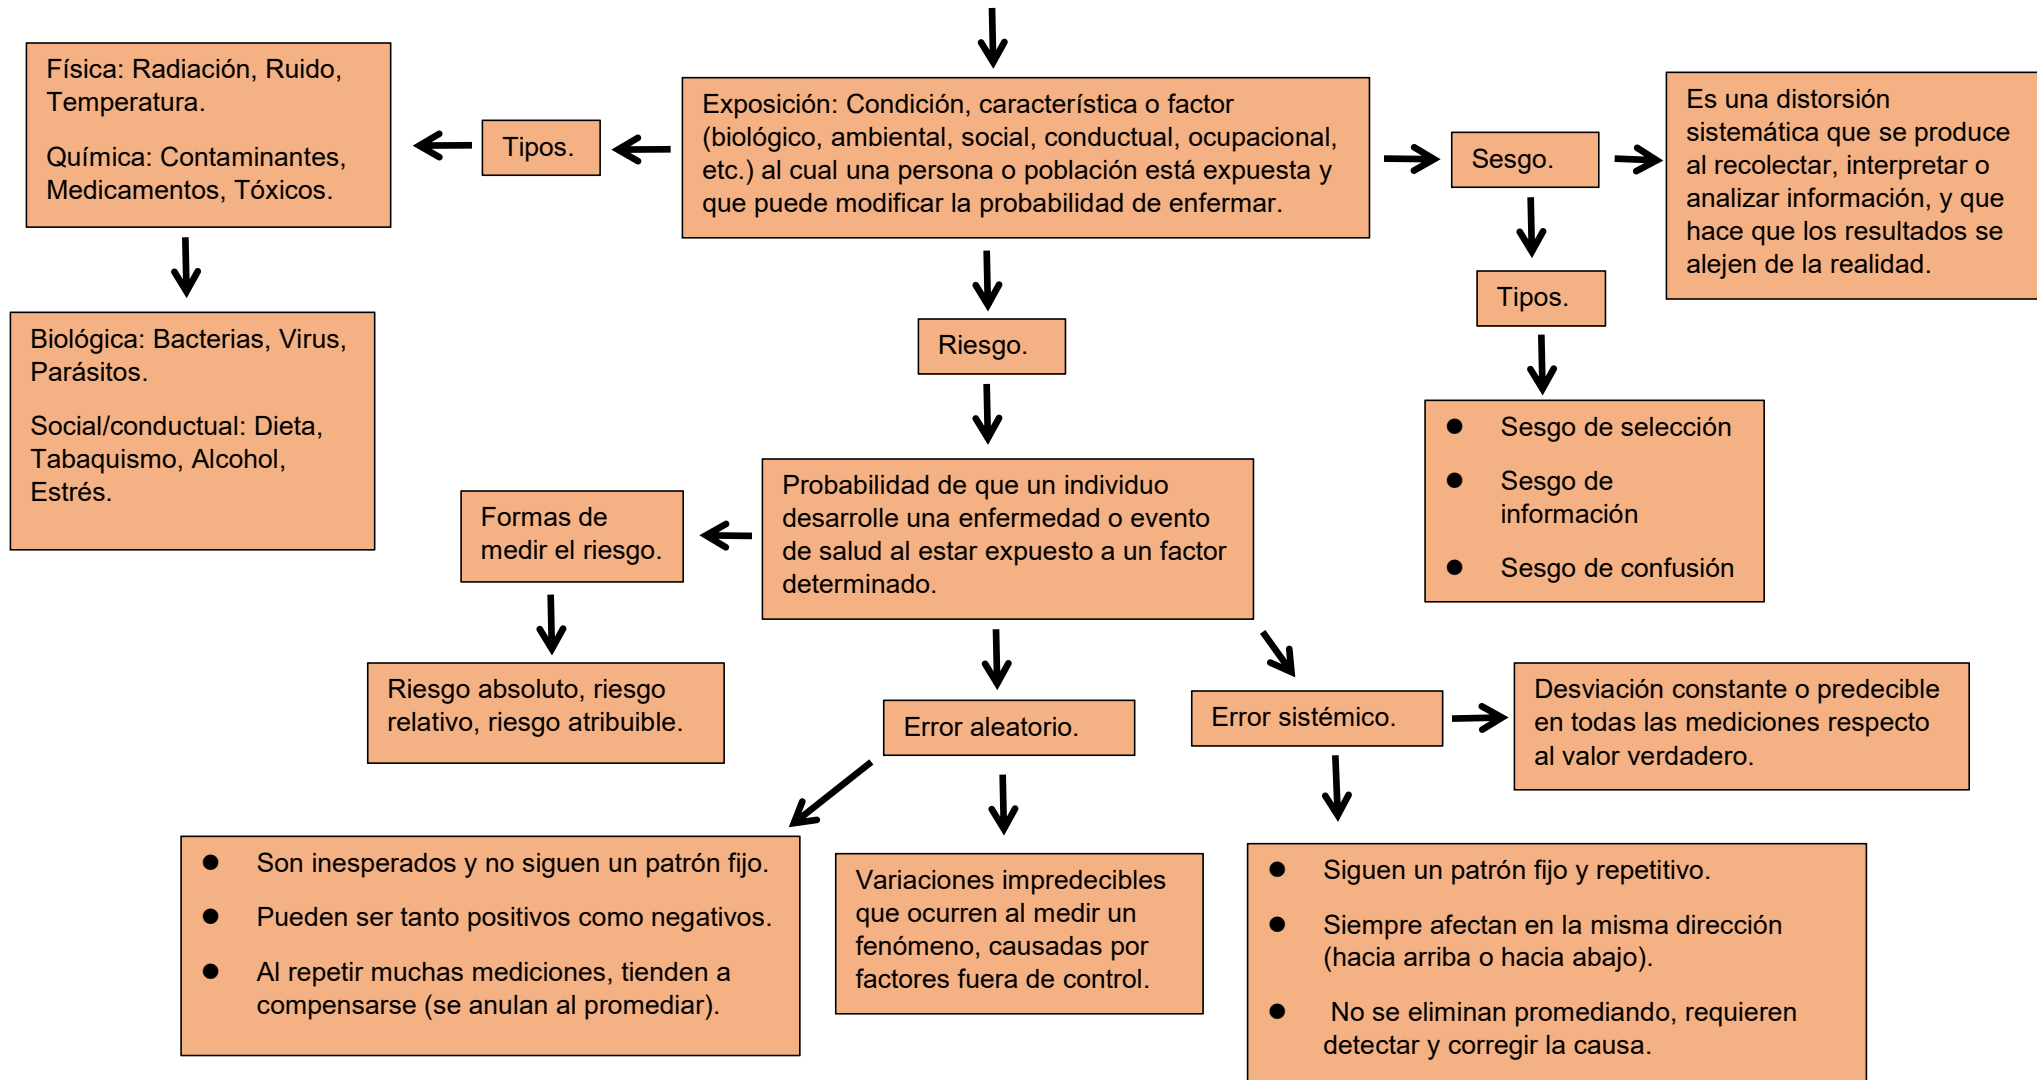 Física: Radiación, Ruido,
Temperatura.
Química: Contaminantes,
Medicamentos, Tóxicos.
Tipos.
Exposición: Condición, característica o factor
(biológico, ambiental, social, conductual, ocupacional,
etc.) al cual una persona o población está expuesta y
que puede modificar la probabilidad de enfermar.
Sesgo.
Es una distorsión
sistemática que se produce
al recolectar, interpretar o
analizar información, y que
hace que los resultados se
alejen de la realidad.
Tipos.
Biológica: Bacterias, Virus,
Parásitos.
Social/conductual: Dieta,
Tabaquismo, Alcohol,
Estrés.
Riesgo.
● Sesgo de selección
● Sesgo de
información
● Sesgo de confusión
Formas de
medir el riesgo.
Probabilidad de que un individuo
desarrolle una enfermedad o evento
de salud al estar expuesto a un factor
determinado.
Riesgo absoluto, riesgo
relativo, riesgo atribuible.
Error aleatorio.
Error sistémico.
Desviación constante o predecible
en todas las mediciones respecto
al valor verdadero.
● Son inesperados y no siguen un patrón fijo.
● Pueden ser tanto positivos como negativos.
● Al repetir muchas mediciones, tienden a
compensarse (se anulan al promediar).
Variaciones impredecibles
que ocurren al medir un
fenómeno, causadas por
factores fuera de control.
● Siguen un patrón fijo y repetitivo.
● Siempre afectan en la misma dirección
(hacia arriba o hacia abajo).
● No se eliminan promediando, requieren
detectar y corregir la causa.